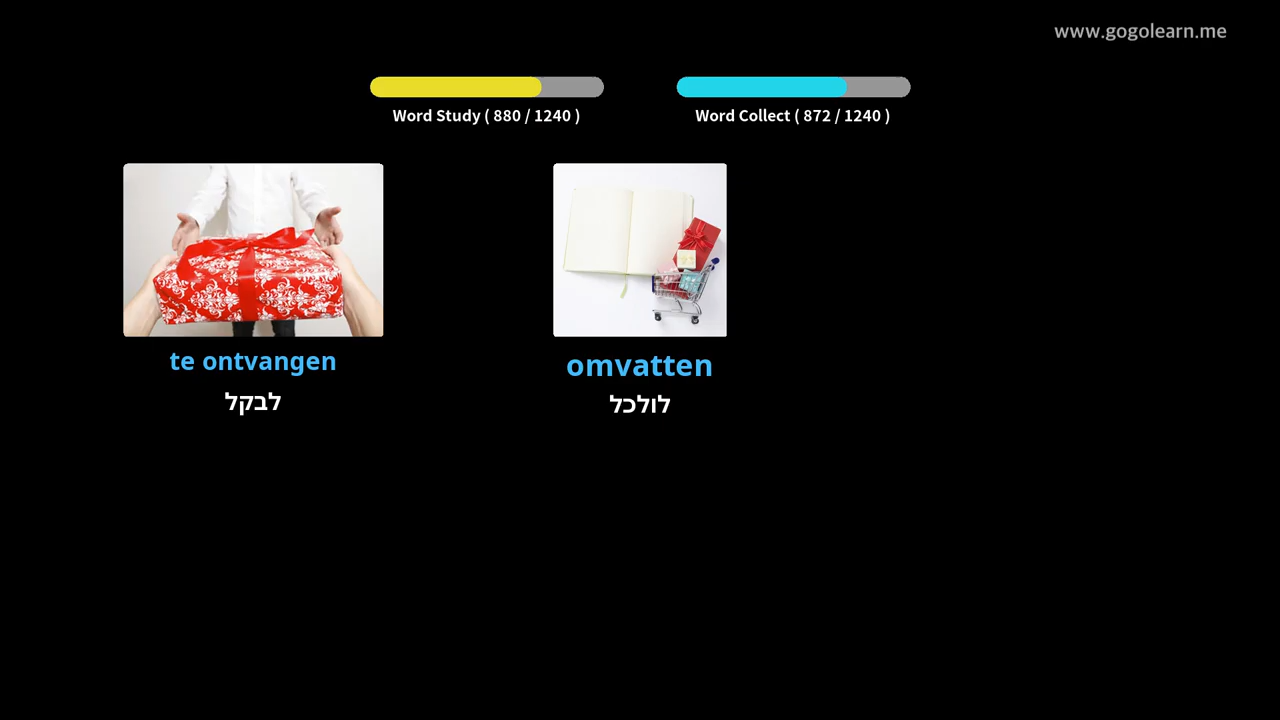 www.gogolearn.me
Word Study ( 880 / 1240 )
Word Collect ( 872 / 1240 )
te ontvangen
לבקל
omvatten
לולכל